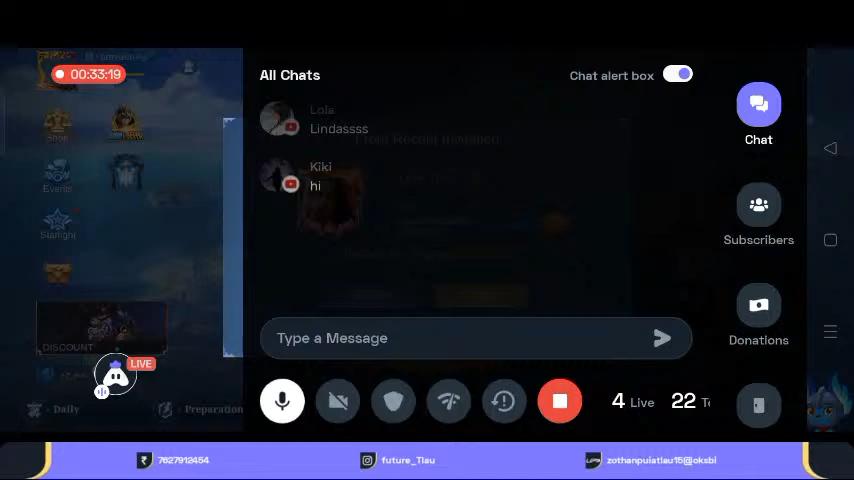 00:33:19
All Chats
Chat alert box
Lola
Lindassss
Kiki
hi
Chat
Shop
Events
Starlight
Subscribers
Donations
DISCOUNT
LIVE
Type a Message
4 Live 22
Daily
Preparation
7627912454
future_Tlau
zothanpuiatlau15@oksbi